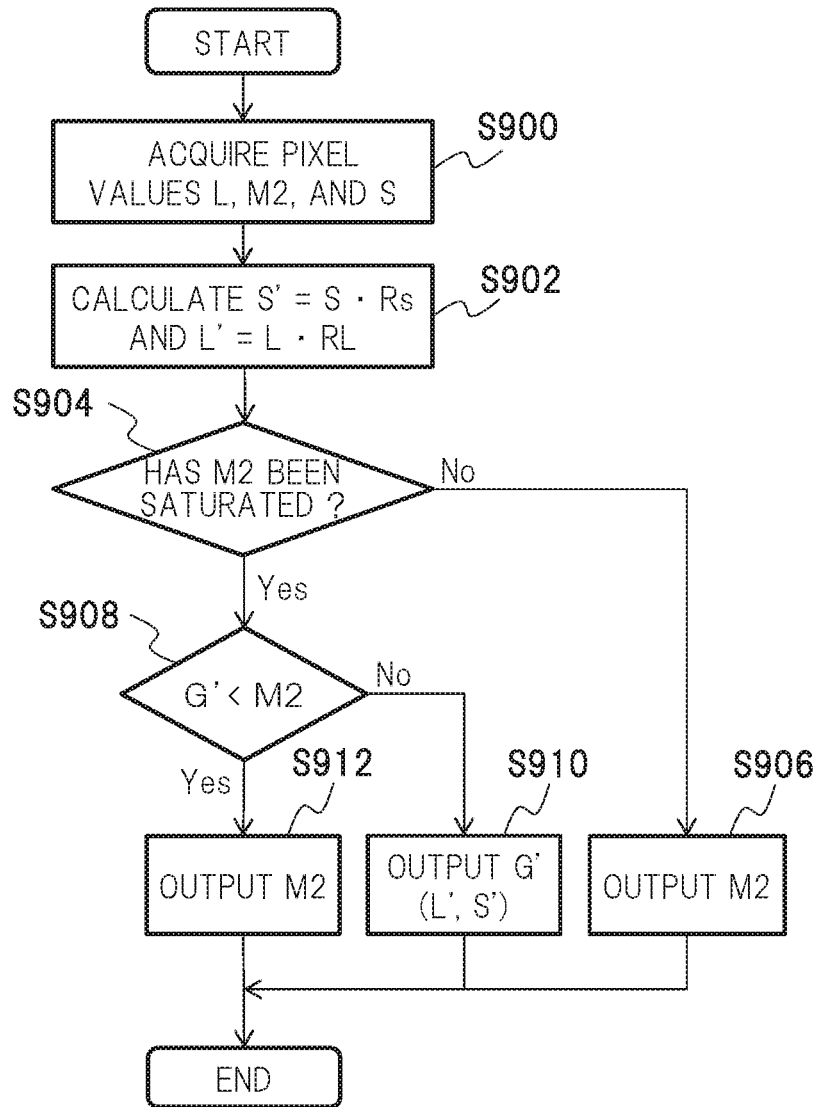 START
S900
ACQUIRE PIXEL
VALUES L, M2, AND S
S902
CALCULATE S' = S · Rs
AND L' = L · RL
S904
HAS M2 BEEN
SATURATED ?
No
Yes
S908
G' < M2
No
Yes
S912
S910
S906
OUTPUT M2
OUTPUT G'
(L', S')
OUTPUT M2
END